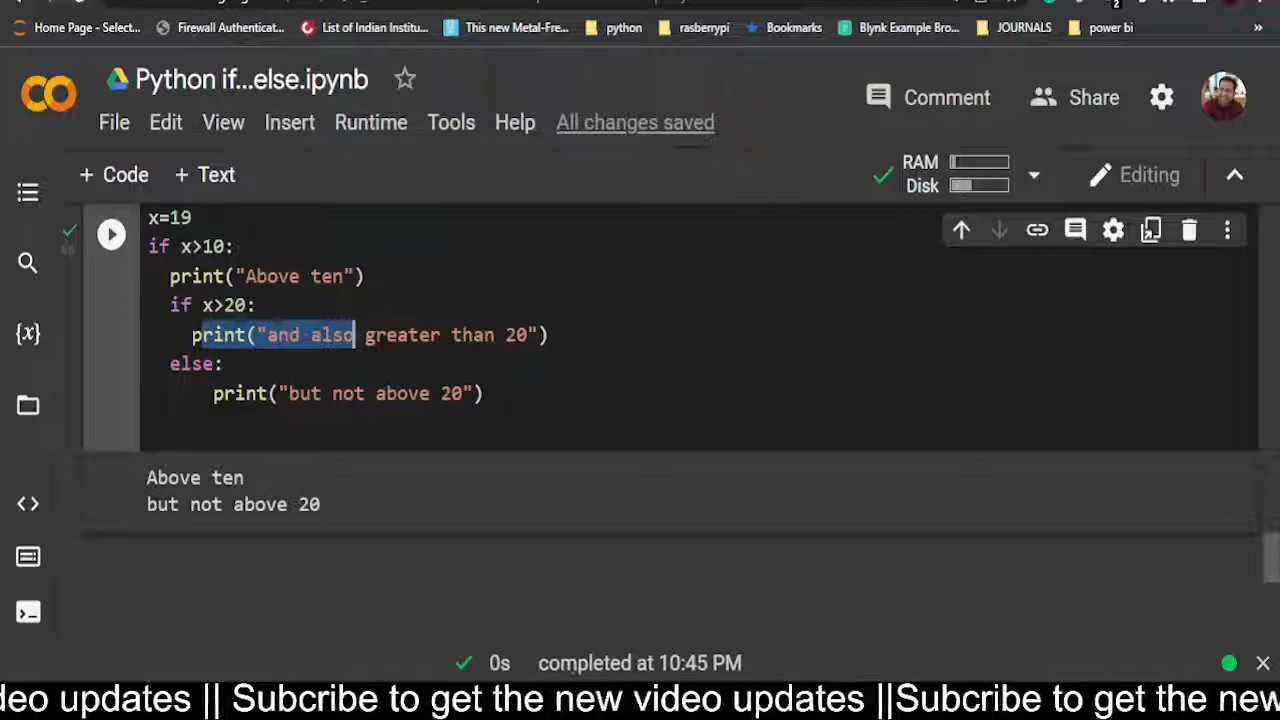 Home Page - Select... Firewall Authenticat... List of Indian Institu... This new Metal-Fre... python rasberrypi Bookmarks Blynk Example Bro... JOURNALS power bi »
Python if...else.ipynb
Comment Share
File Edit View Insert Runtime Tools Help All changes saved
+ Code + Text
RAM
Disk
Editing
x=19
if x>10:
print("Above ten")
if x>20:
print("and also greater than 20")
else:
print("but not above 20")
Above ten
but not above 20
0s completed at 10:45 PM
deo updates || Subcribe to get the new video updates ||Subcribe to get the new